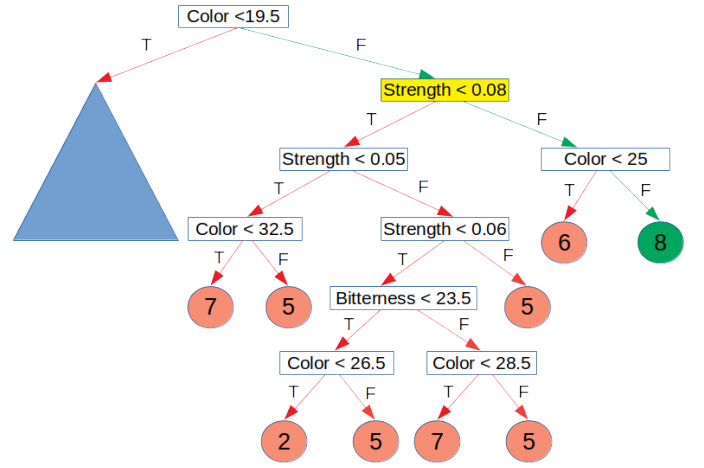 Color <19.5
T
F
Strength < 0.08
T
F
Strength < 0.05
Color < 25
T
F
T
F
Color < 32.5
Strength < 0.06
6
8
T
F
T
F
7
5
Bitterness < 23.5
5
T
F
Color < 26.5
Color < 28.5
T
F
T
F
2
5
7
5